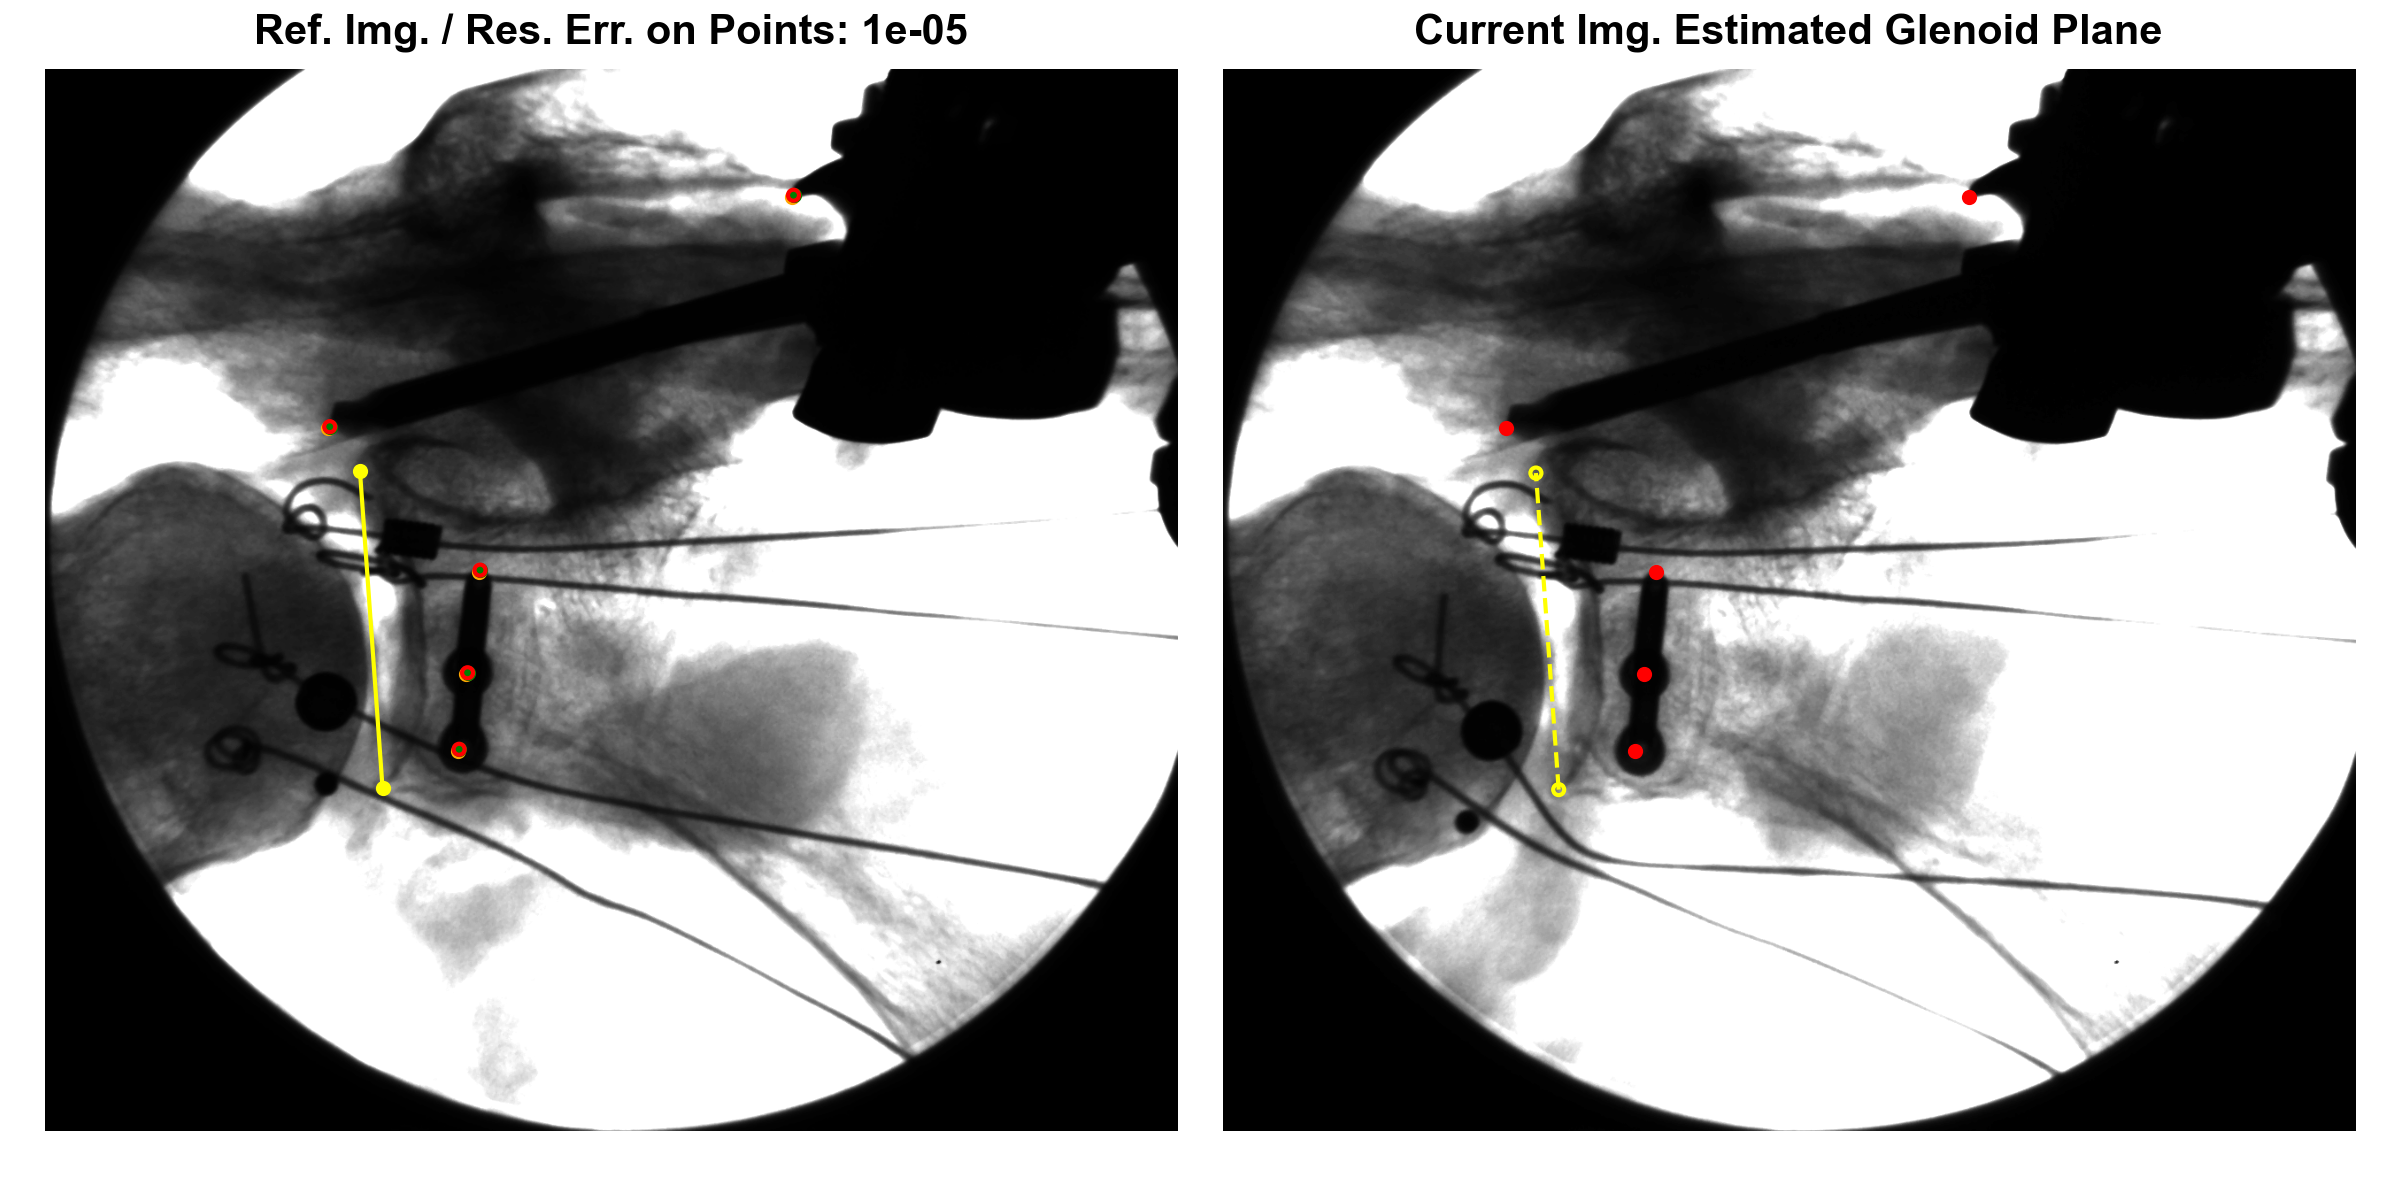 Ref. Img. / Res. Err. on Points: 1e-05
Current Img. Estimated Glenoid Plane